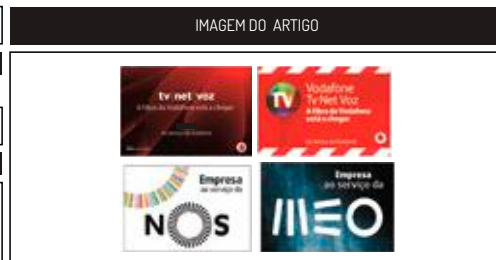 IMAGEM DO ARTIGO
tv net voz
A Fibra da Vodafone está a chegar
Vodafone
Tv Net Voz
A Fibra da Vodafone
está a chegar
TV
Empresa
ao serviço da
NOS
Empresa
ao serviço da
MEO